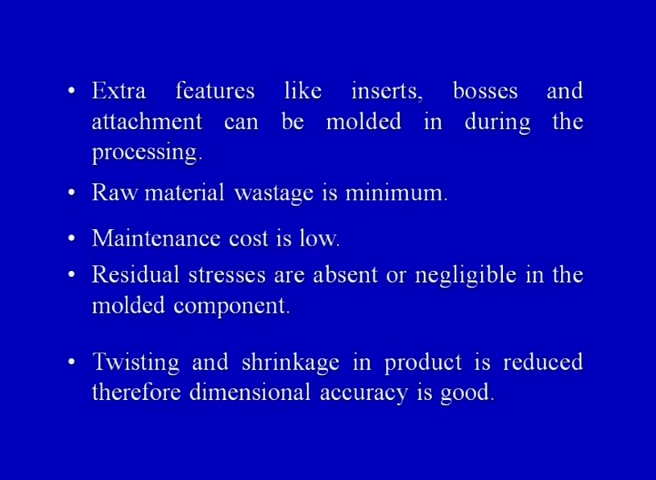 • Extra features like inserts, bosses and
attachment can be molded in during the
processing.
• Raw material wastage is minimum.
• Maintenance cost is low.
• Residual stresses are absent or negligible in the
molded component.
• Twisting and shrinkage in product is reduced
therefore dimensional accuracy is good.